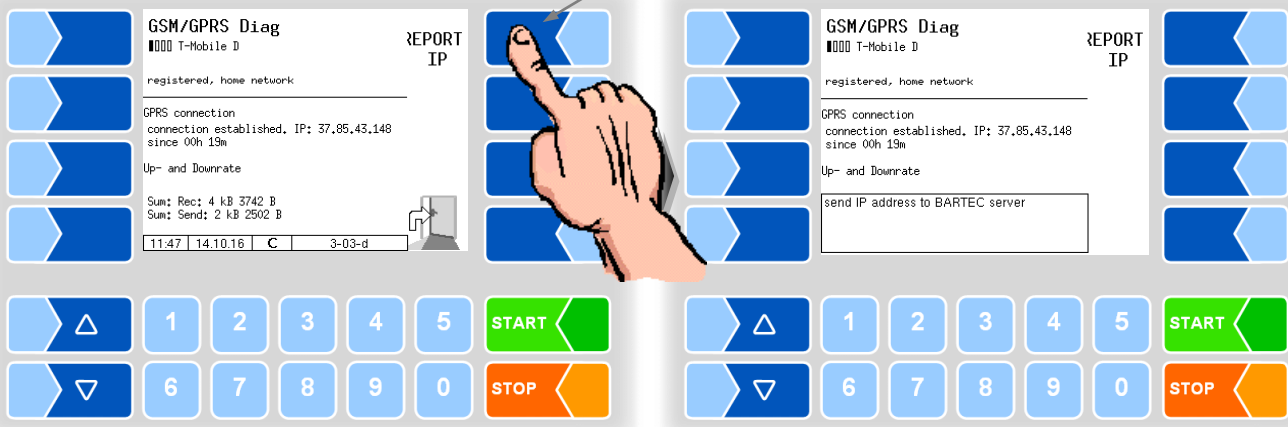 GSM/GPRS Diag
T-Mobile D
REPORT
IP
registered, home network
GPRS connection
connection established. IP: 37.85.43.148
since 00h 19m
Up- and Downrate
Sum: Rec: 4 kB 3742 B
Sum: Send: 2 kB 2502 B
11:47 14.10.16 C 3-03-d
1 2 3 4 5 START
6 7 8 9 0 STOP
GSM/GPRS Diag
T-Mobile D
REPORT
IP
registered, home network
GPRS connection
connection established. IP: 37.85.43.148
since 00h 19m
Up- and Downrate
send IP address to BARTEC server
1 2 3 4 5 START
6 7 8 9 0 STOP